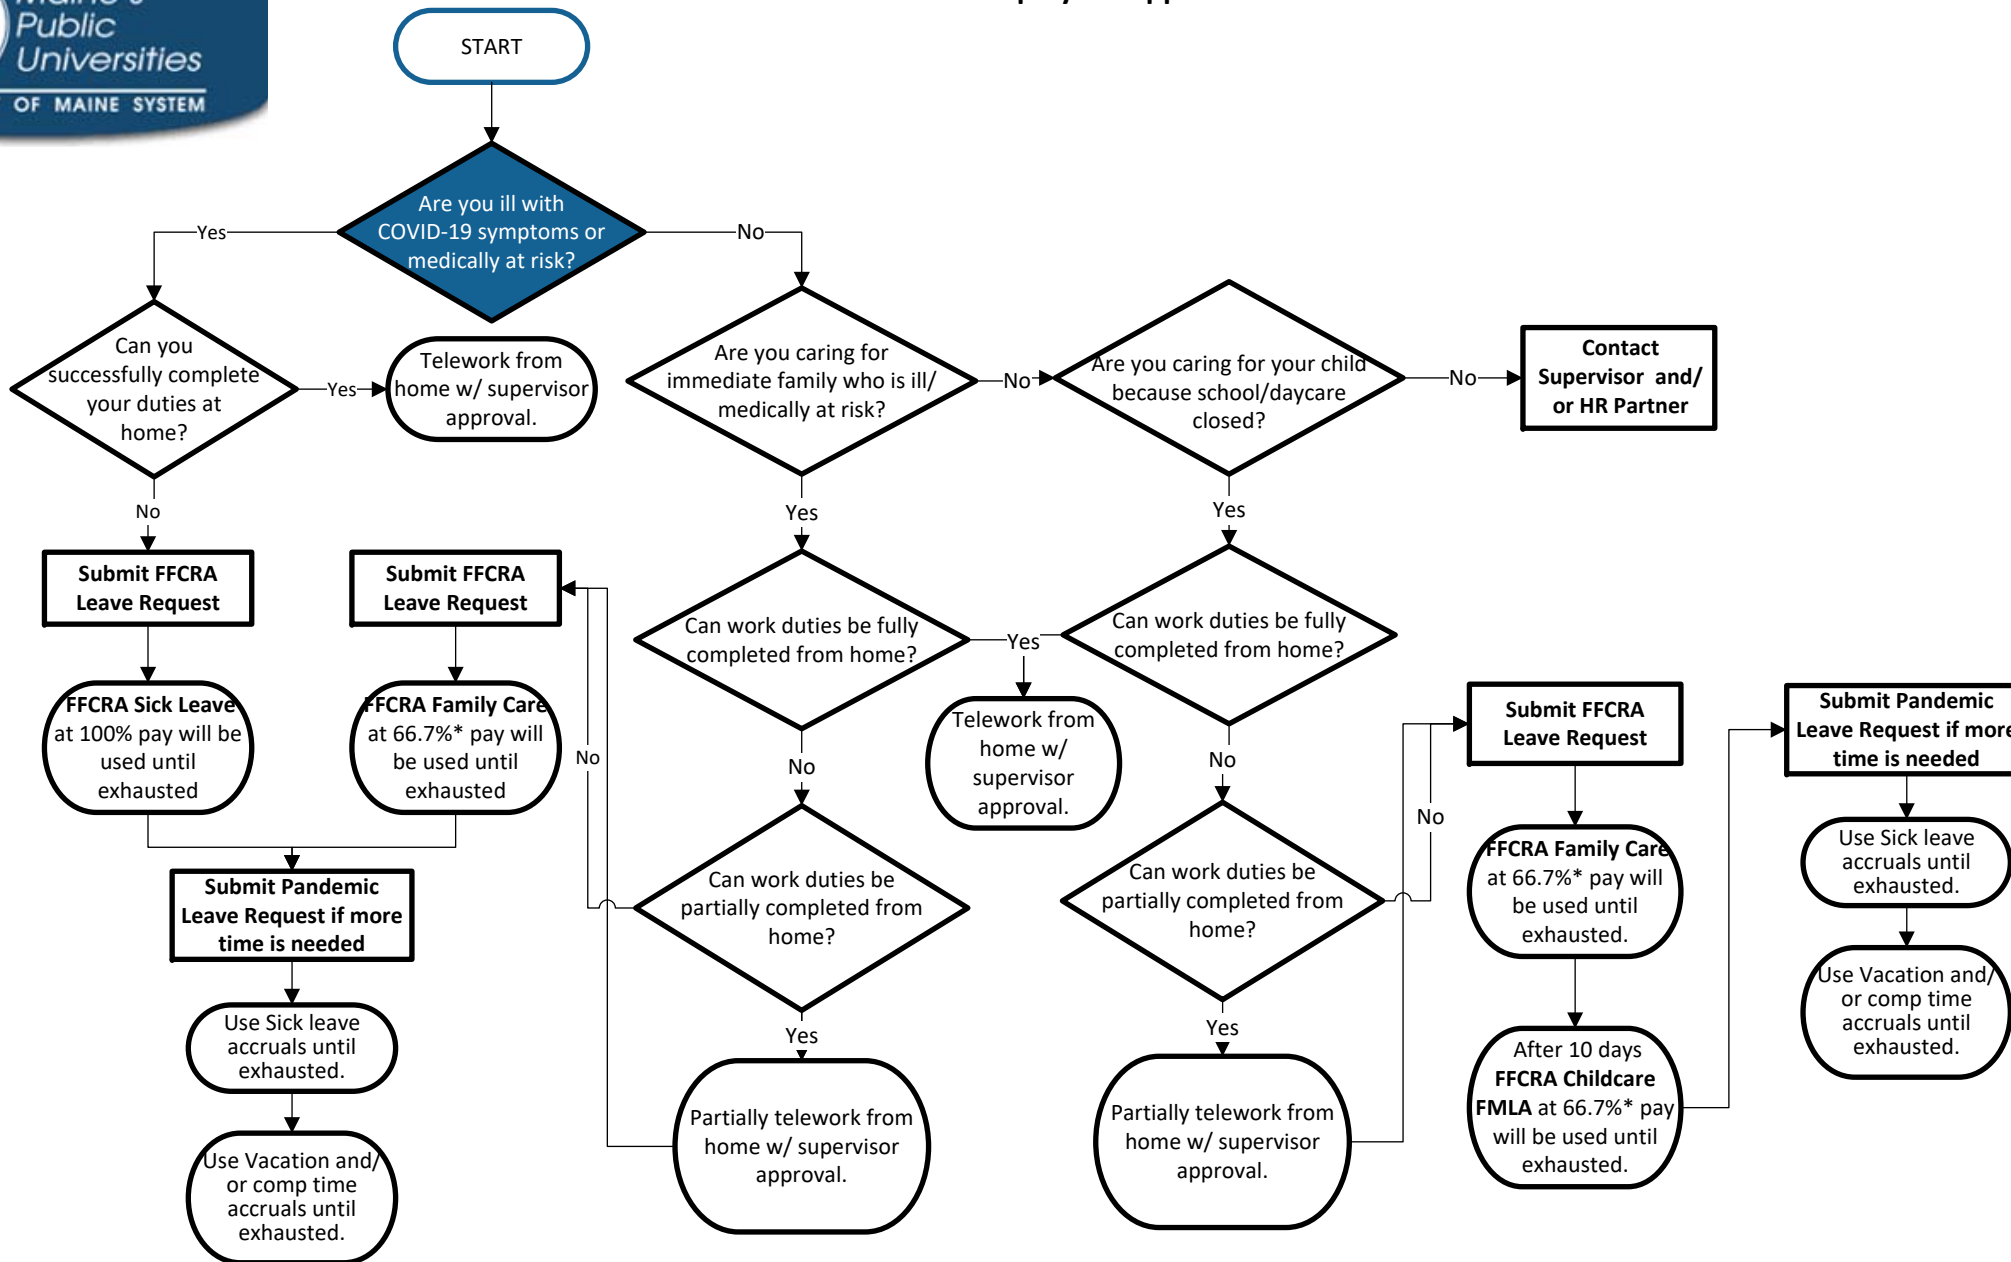 Public
Universities
OF MAINE SYSTEM
START
Are you ill with
COVID-19 symptoms or
medically at risk?
Yes
No
Can you
successfully complete
your duties at
home?
Yes
Telework from
home w/ supervisor
approval.
Are you caring for
immediate family who is ill/
medically at risk?
No
Are you caring for your child
because school/daycare
closed?
No
Contact
Supervisor and/
or HR Partner
No
Yes
Yes
Submit FFCRA
Leave Request
Submit FFCRA
Leave Request
Can work duties be fully
completed from home?
Yes
Can work duties be fully
completed from home?
FFCRA Sick Leave
at 100% pay will be
used until
exhausted
FFCRA Family Care
at 66.7%* pay will
be used until
exhausted
No
No
Telework from
home w/
supervisor
approval.
No
Submit FFCRA
Leave Request
Submit Pandemic
Leave Request if more
time is needed
No
Submit Pandemic
Leave Request if more
time is needed
Can work duties be
partially completed from
home?
Can work duties be
partially completed from
home?
FFCRA Family Care
at 66.7%* pay will
be used until
exhausted.
Use Sick leave
accruals until
exhausted.
Use Sick leave
accruals until
exhausted.
Yes
Yes
After 10 days
FFCRA Childcare
FMLA at 66.7%* pay
will be used until
exhausted.
Use Vacation and/
or comp time
accruals until
exhausted.
Use Vacation and/
or comp time
accruals until
exhausted.
Partially telework from
home w/ supervisor
approval.
Partially telework from
home w/ supervisor
approval.